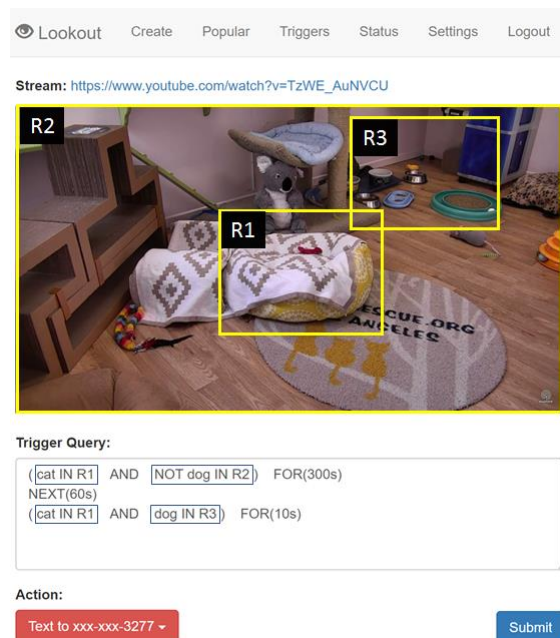 Lookout Create Popular Triggers Status Settings Logout
Stream: https://www.youtube.com/watch?v=TzWE_AuNVCU
R2
R3
R1
ESCUE.ORG
ANGELES
Trigger Query:
(cat IN R1 AND NOT dog IN R2) FOR(300s)
NEXT(60s)
(cat IN R1 AND dog IN R3) FOR(10s)
Action:
Text to xxx-xxx-3277
Submit